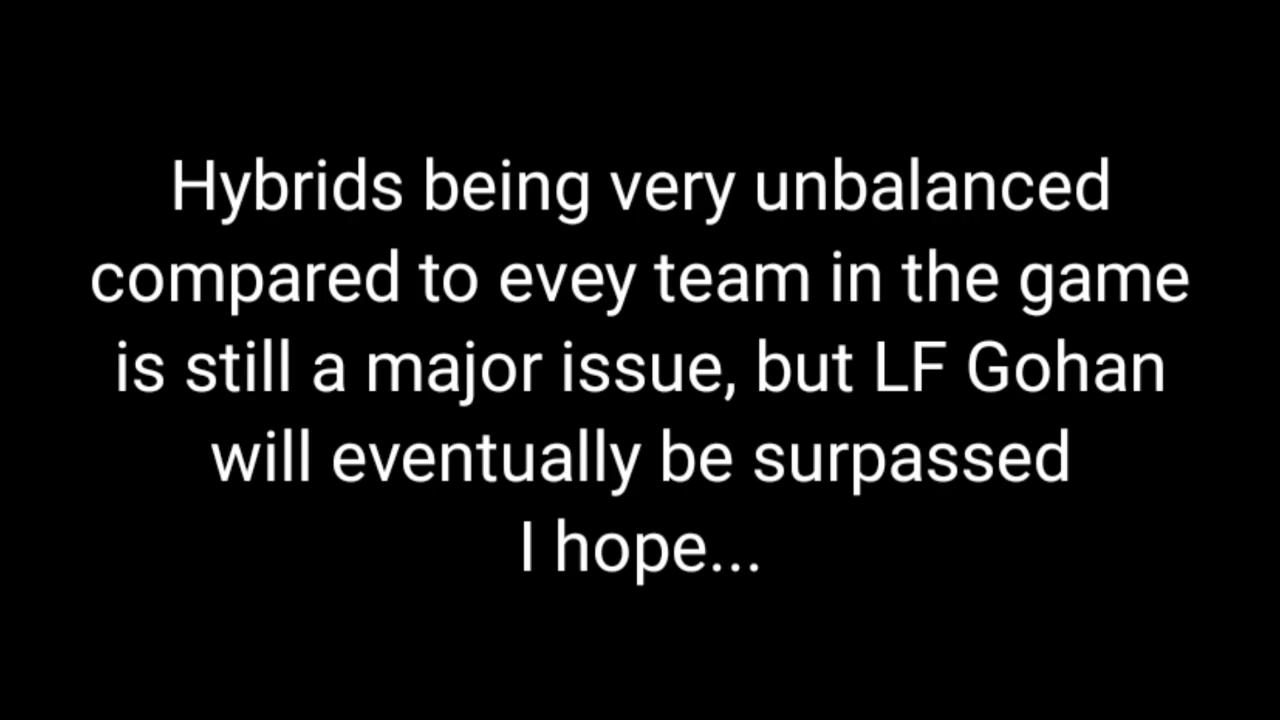 Hybrids being very unbalanced
compared to evey team in the game
is still a major issue, but LF Gohan
will eventually be surpassed
I hope...